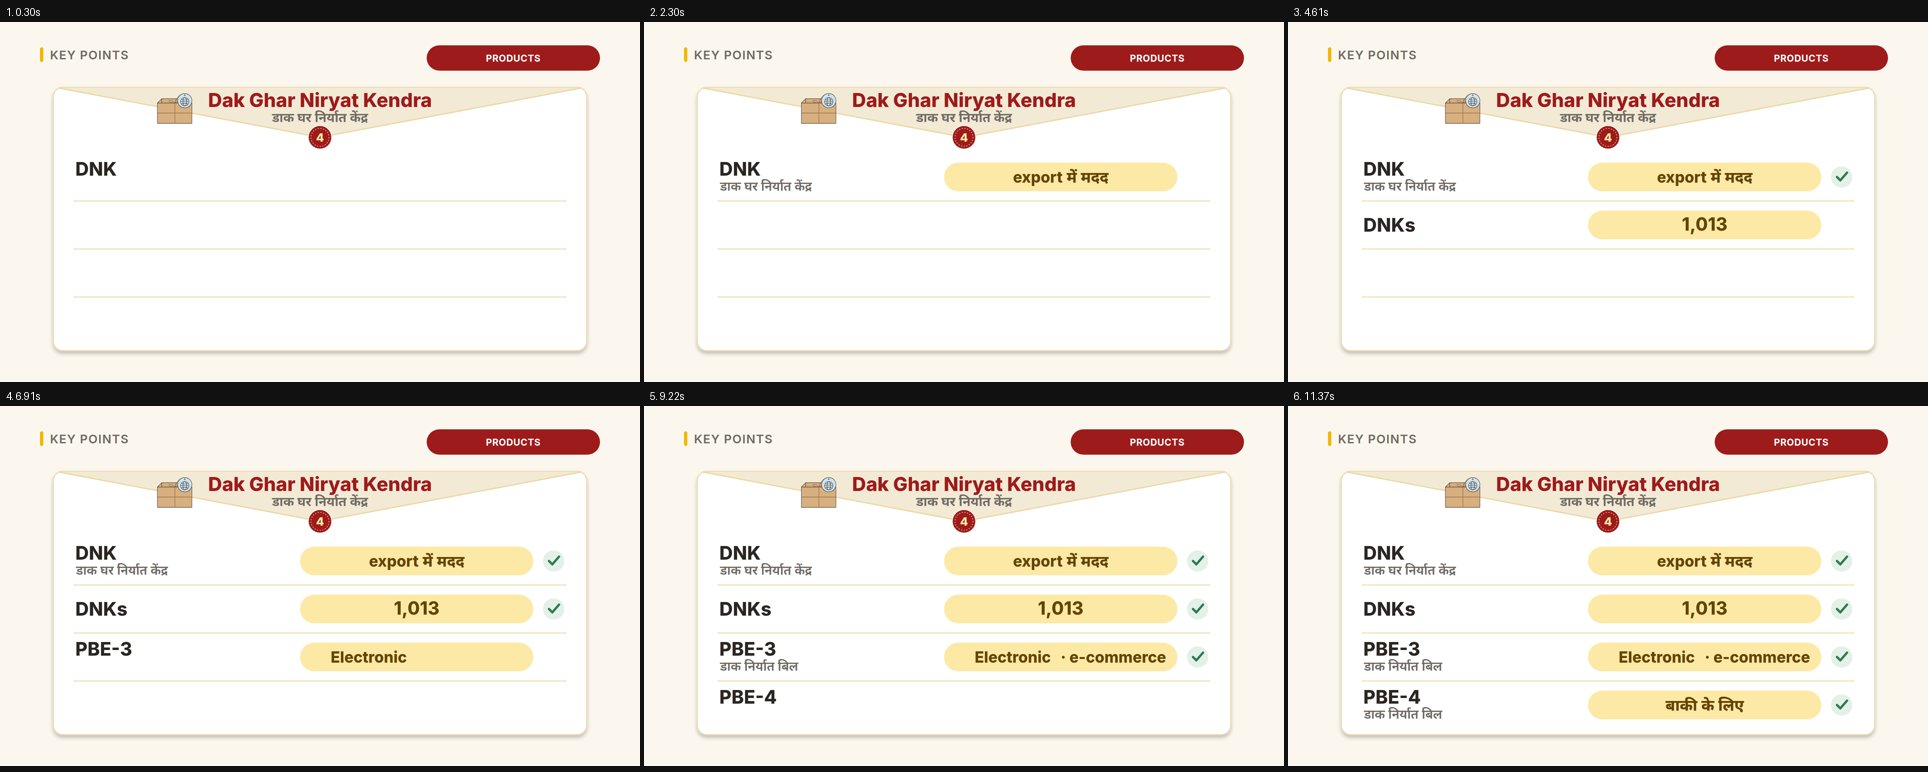 1. 0.30s
KEY POINTS
PRODUCTS
Dak Ghar Niryat Kendra
डाक घर निर्यात केंद्र
4
DNK
2. 2.30s
KEY POINTS
PRODUCTS
Dak Ghar Niryat Kendra
डाक घर निर्यात केंद्र
4
DNK
डाक घर निर्यात केंद्र
export में मदद
3. 4.61s
KEY POINTS
PRODUCTS
Dak Ghar Niryat Kendra
डाक घर निर्यात केंद्र
4
DNK
डाक घर निर्यात केंद्र
export में मदद
DNKs
1,013
4. 6.91s
KEY POINTS
PRODUCTS
Dak Ghar Niryat Kendra
डाक घर निर्यात केंद्र
4
DNK
डाक घर निर्यात केंद्र
export में मदद
DNKs
1,013
PBE-3
Electronic
5. 9.22s
KEY POINTS
PRODUCTS
Dak Ghar Niryat Kendra
डाक घर निर्यात केंद्र
4
DNK
डाक घर निर्यात केंद्र
export में मदद
DNKs
1,013
PBE-3
डाक निर्यात बिल
Electronic · e-commerce
PBE-4
6. 11.37s
KEY POINTS
PRODUCTS
Dak Ghar Niryat Kendra
डाक घर निर्यात केंद्र
4
DNK
डाक घर निर्यात केंद्र
export में मदद
DNKs
1,013
PBE-3
डाक निर्यात बिल
Electronic · e-commerce
PBE-4
डाक निर्यात बिल
बाकी के लिए